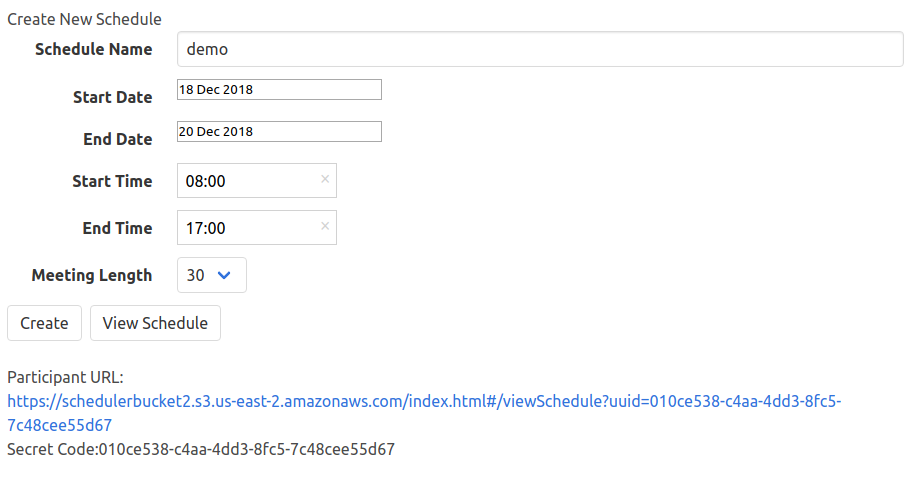 Create New Schedule
Schedule Name demo
Start Date 18 Dec 2018
End Date 20 Dec 2018
Start Time 08:00 ×
End Time 17:00 ×
Meeting Length 30
Create View Schedule
Participant URL:
https://schedulerbucket2.s3.us-east-2.amazonaws.com/index.html#/viewSchedule?uuid=010ce538-c4aa-4dd3-8fc5-
7c48cee55d67
Secret Code:010ce538-c4aa-4dd3-8fc5-7c48cee55d67